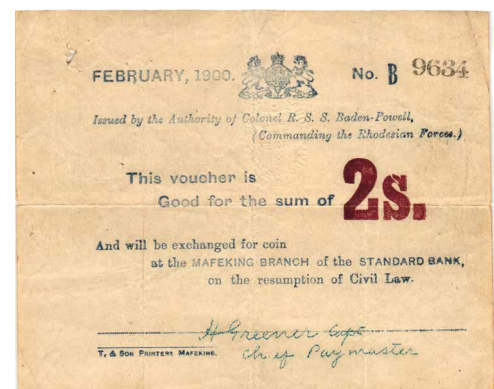 FEBRUARY, 1900. No. B 9634
Issued by the Authority of Colonel R. S. S. Baden-Powell,
(Commanding the Rhodesian Forces.)
This voucher is
Good for the sum of 2s.
And will be exchanged for coin
at the MAFEKING BRANCH of the STANDARD BANK,
on the resumption of Civil Law.
H Greener Capt
Chief Paymaster
T. & SON PRINTERS MAFEKING.